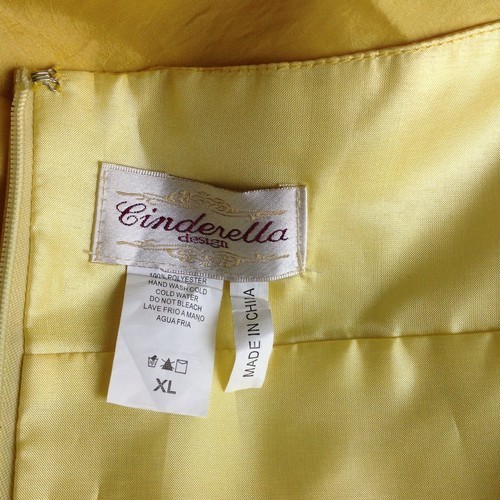 Cinderella
design
100% POLYESTER
HAND WASH COLD
COLD WATER
DO NOT BLEACH
LAVE FRIO A MANO
AGUA FRIA
XL
MADE IN CHIIA